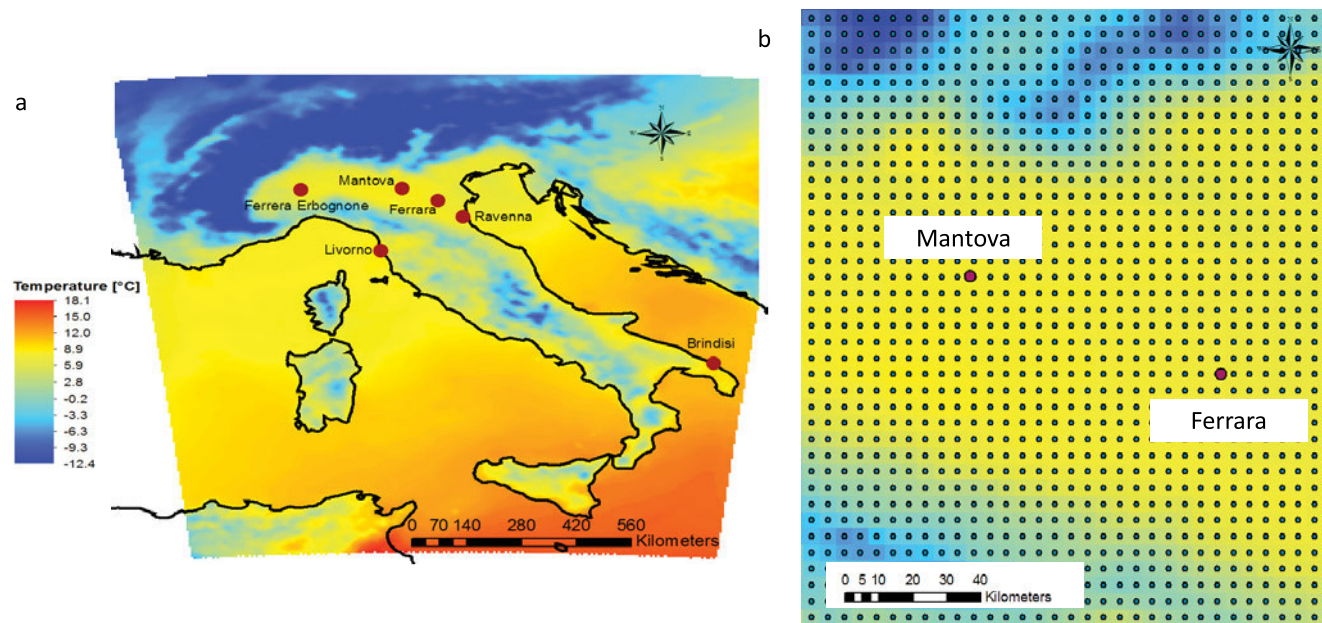 a
b
N
W
E
S
Mantova
Ferrera Erbognone
Ferrara
Ravenna
Livorno
Brindisi
Temperature [°C]
18.1
15.0
12.0
8.9
5.9
2.8
-0.2
-3.3
-6.3
-9.3
-12.4
0 70 140 280 420 560
Kilometers
Mantova
Ferrara
0 5 10 20 30 40
Kilometers